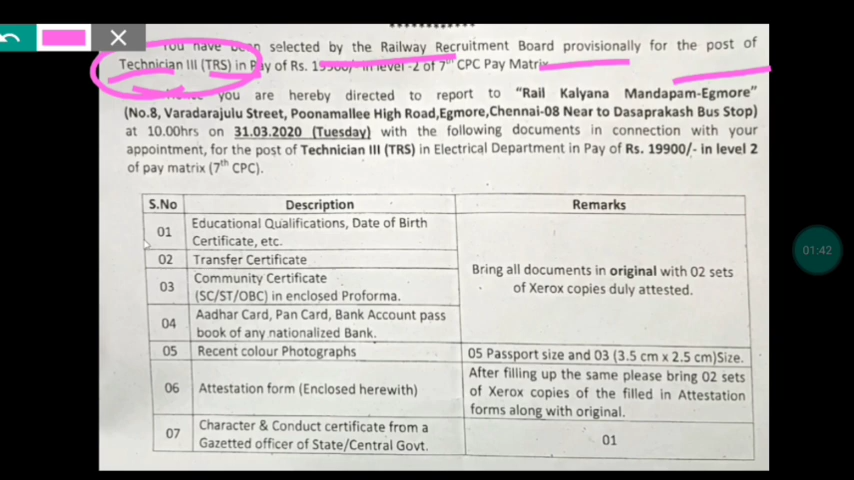 You have been selected by the Railway Recruitment Board provisionally for the post of
Technician III (TRS) in Pay of Rs. 19900/- in level -2 of 7th CPC Pay Matrix
you are hereby directed to report to "Rail Kalyana Mandapam-Egmore"
(No.8, Varadarajulu Street, Poonamallee High Road,Egmore,Chennai-08 Near to Dasaprakash Bus Stop)
at 10.00hrs on 31.03.2020 (Tuesday) with the following documents in connection with your
appointment, for the post of Technician III (TRS) in Electrical Department in Pay of Rs. 19900/- in level 2
of pay matrix (7th CPC).
S.No Description Remarks
01 Educational Qualifications, Date of Birth
Certificate, etc.
02 Transfer Certificate
03 Community Certificate
(SC/ST/OBC) in enclosed Proforma.
04 Aadhar Card, Pan Card, Bank Account pass
book of any nationalized Bank.
Bring all documents in original with 02 sets
of Xerox copies duly attested.
05 Recent colour Photographs 05 Passport size and 03 (3.5 cm x 2.5 cm)Size.
06 Attestation form (Enclosed herewith)
After filling up the same please bring 02 sets
of Xerox copies of the filled in Attestation
forms along with original.
07 Character & Conduct certificate from a
Gazetted officer of State/Central Govt.
01
01:42